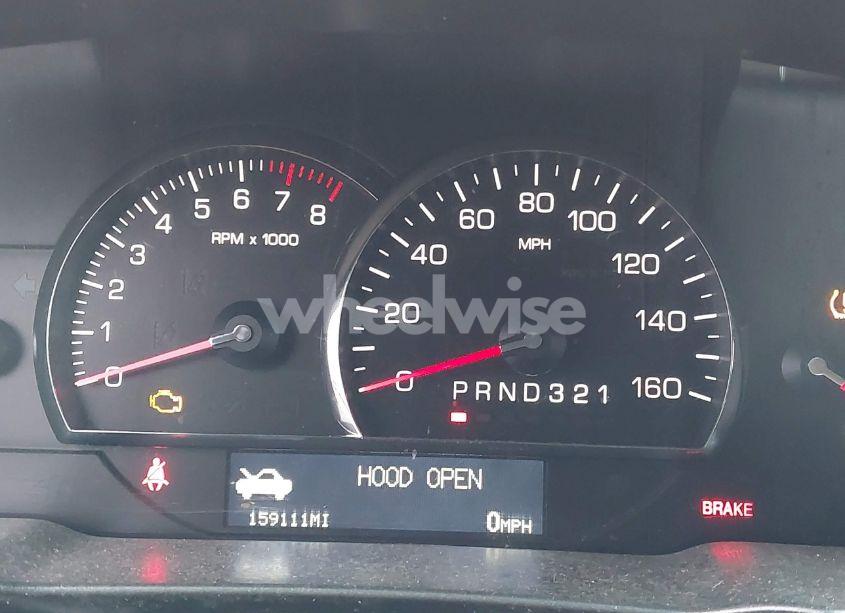 0 1 2 3 4 5 6 7 8
RPM x 1000
0 20 40 60 80 100 120 140 160
MPH
wheelwise
PRND321
HOOD OPEN
159111MI
0MPH
BRAKE